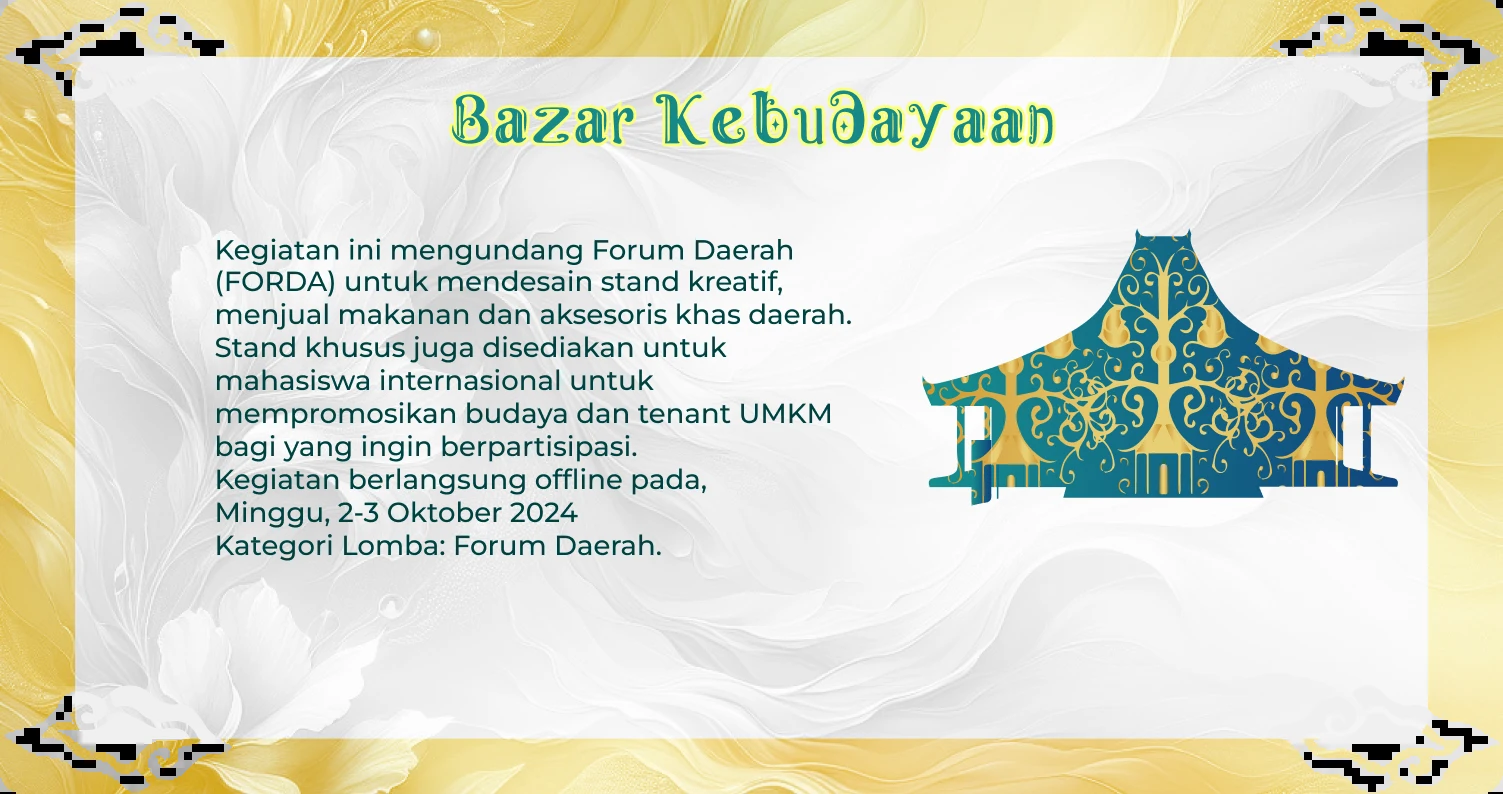 Bazar Kebudayaan
Kegiatan ini mengundang Forum Daerah
(FORDA) untuk mendesain stand kreatif,
menjual makanan dan aksesoris khas daerah.
Stand khusus juga disediakan untuk
mahasiswa internasional untuk
mempromosikan budaya dan tenant UMKM
bagi yang ingin berpartisipasi.
Kegiatan berlangsung offline pada,
Minggu, 2-3 Oktober 2024
Kategori Lomba: Forum Daerah.